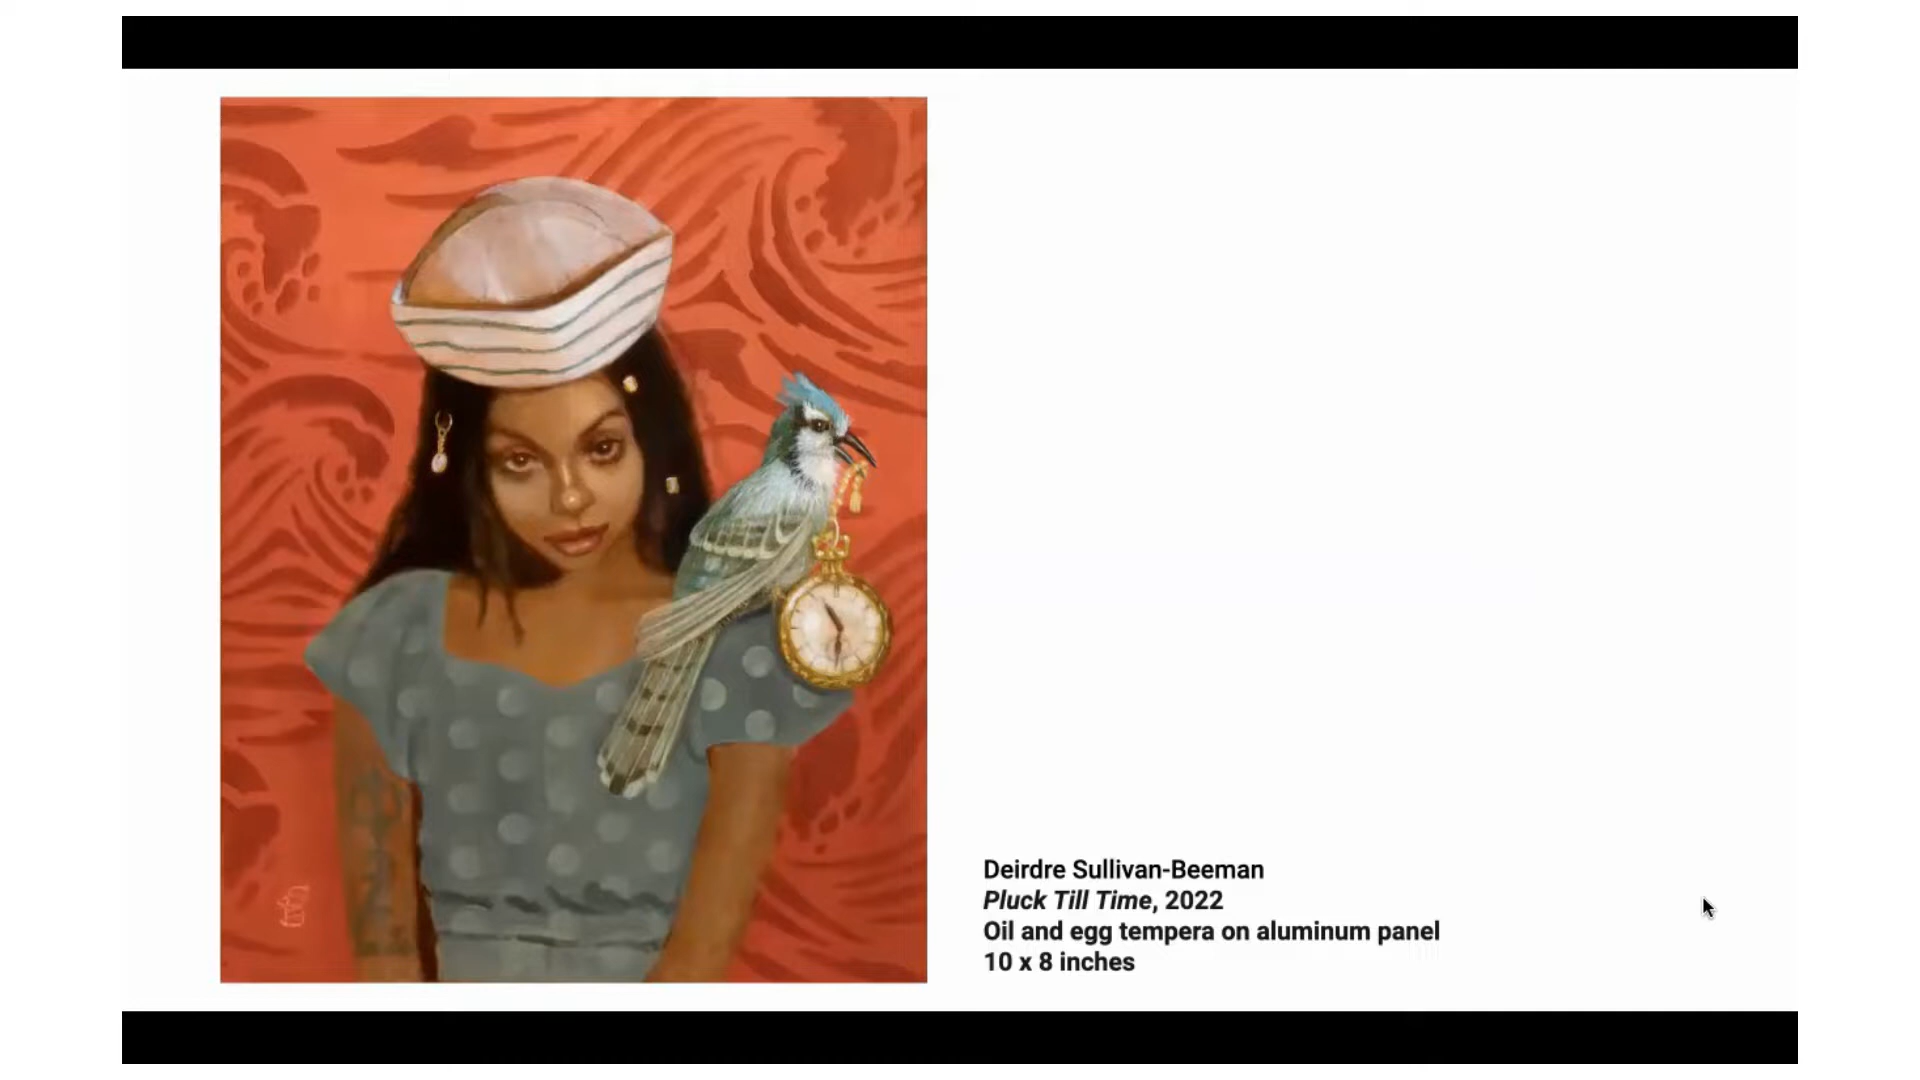 Deirdre Sullivan-Beeman
Pluck Till Time, 2022
Oil and egg tempera on aluminum panel
10 x 8 inches